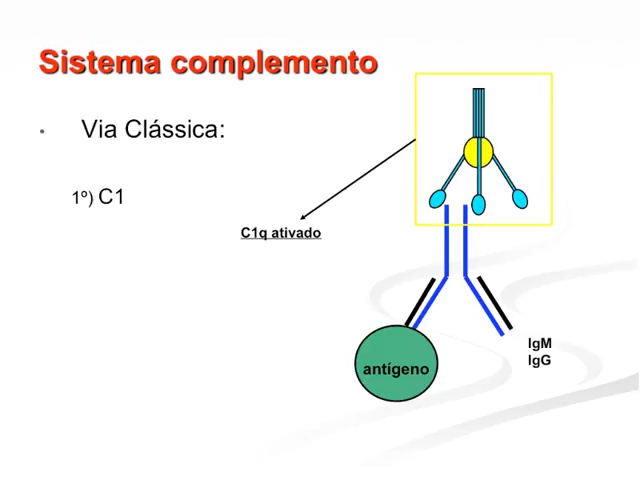 Sistema complemento
• Via Clássica:
1º) C1
C1q ativado
IgM
IgG
antígeno